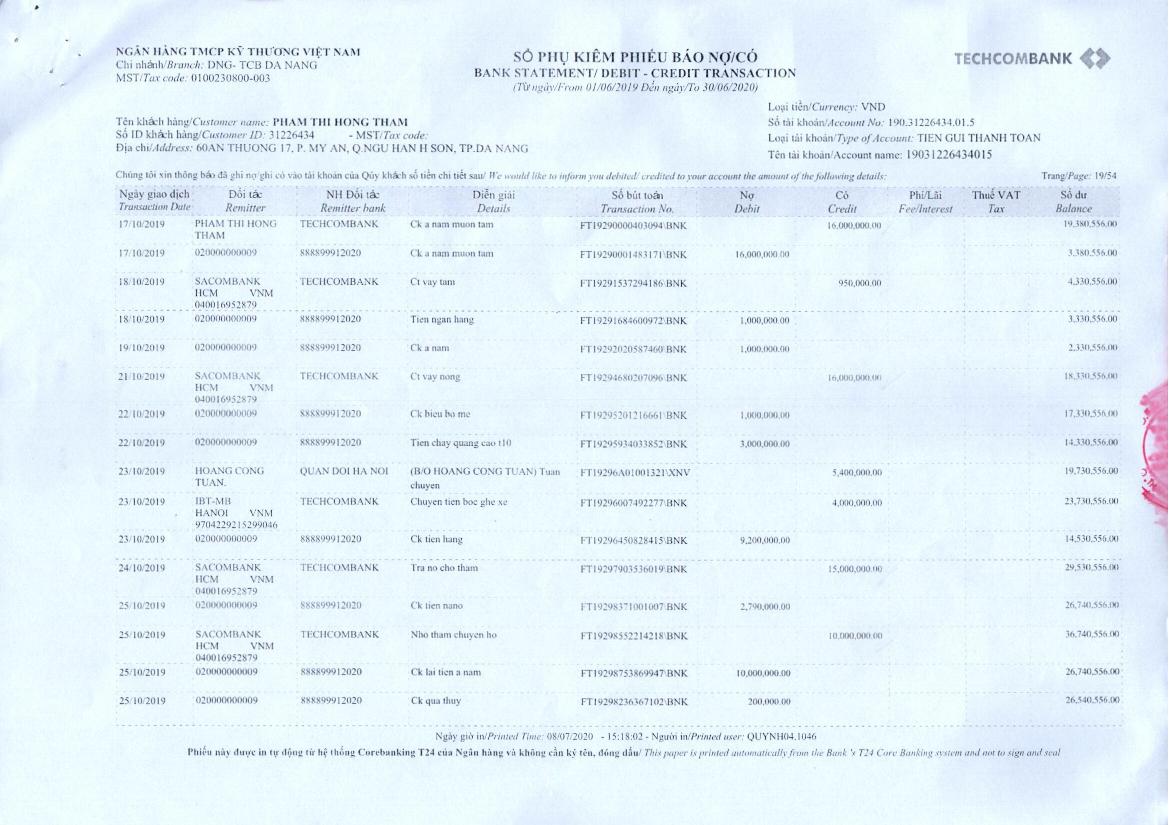 NGÂN HÀNG TMCP KỸ THƯƠNG VIỆT NAM
Chi nhánh/Branch: DNG- TCB DA NANG
MST/Tax code: 0100230800-003
SỔ PHỤ KIÊM PHIẾU BÁO NỢ/CÓ
BANK STATEMENT/ DEBIT - CREDIT TRANSACTION
(Từ ngày/From 01/06/2019 Đến ngày/To 30/06/2020)
TECHCOMBANK
Tên khách hàng/Customer name: PHAM THI HONG THAM
Số ID khách hàng/Customer ID: 31226434 - MST/Tax code:
Địa chỉ/Address: 60AN THUONG 17, P. MY AN, Q.NGU HAN H SON, TP.DA NANG
Loại tiền/Currency: VND
Số tài khoản/Account No: 190.31226434.01.5
Loại tài khoản/Type of Account: TIEN GUI THANH TOAN
Tên tài khoản/Account name: 19031226434015
Chúng tôi xin thông báo đã ghi nợ/ghi có vào tài khoản của Qúy khách số tiền chi tiết sau/ We would like to inform you debited/ credited to your account the amount of the following details:
Trang/Page: 19/54
Ngày giao dịch Đối tác NH Đối tác Diễn giải Số bút toán Nợ Có Phí/Lãi Thuế VAT Số dư
Transaction Date Remitter Remitter bank Details Transaction No. Debit Credit Fee/Interest Tax Balance
17/10/2019 PHAM THI HONG TECHCOMBANK Ck a nam muon tam FT19290000403094\BNK 16,000,000.00 19,380,556.00
THAM
17/10/2019 020000000009 888899912020 Ck a nam muon tam FT19290001483171\BNK 16,000,000.00 3,380,556.00
18/10/2019 SACOMBANK TECHCOMBANK Ct vay tam FT19291537294186\BNK 950,000.00 4,330,556.00
HCM VNM
040016952879
18/10/2019 020000000009 888899912020 Tien ngan hang FT19291684600972\BNK 1,000,000.00 3,330,556.00
19/10/2019 020000000009 888899912020 Ck a nam FT19292020587460\BNK 1,000,000.00 2,330,556.00
21/10/2019 SACOMBANK TECHCOMBANK Ct vay nong FT19294680207096\BNK 16,000,000.00 18,330,556.00
HCM VNM
040016952879
22/10/2019 020000000009 888899912020 Ck bieu bo me FT19295201216661\BNK 1,000,000.00 17,330,556.00
22/10/2019 020000000009 888899912020 Tien chay quang cao t10 FT19295934033852\BNK 3,000,000.00 14,330,556.00
23/10/2019 HOANG CONG QUAN DOI HA NOI (B/O HOANG CONG TUAN) Tuan FT19296A01001321\XNV 5,400,000.00 19,730,556.00
TUAN. chuyen
23/10/2019 IBT-MB TECHCOMBANK Chuyen tien boc ghe xe FT19296007492277\BNK 4,000,000.00 23,730,556.00
HANOI VNM
9704229215299046
23/10/2019 020000000009 888899912020 Ck tien hang FT19296450828415\BNK 9,200,000.00 14,530,556.00
24/10/2019 SACOMBANK TECHCOMBANK Tra no cho tham FT19297903536019\BNK 15,000,000.00 29,530,556.00
HCM VNM
040016952879
25/10/2019 020000000009 888899912020 Ck tien nano FT19298371001007\BNK 2,790,000.00 26,740,556.00
25/10/2019 SACOMBANK TECHCOMBANK Nho tham chuyen ho FT19298552214218\BNK 10,000,000.00 36,740,556.00
HCM VNM
040016952879
25/10/2019 020000000009 888899912020 Ck lai tien a nam FT19298753869947\BNK 10,000,000.00 26,740,556.00
25/10/2019 020000000009 888899912020 Ck qua thuy FT19298236367102\BNK 200,000.00 26,540,556.00
Ngày giờ in/Printed Time: 08/07/2020 - 15:18:02 - Người in/Printed user: QUYNH04.1046
Phiếu này được in tự động từ hệ thống Corebanking T24 của Ngân hàng và không cần ký tên, đóng dấu/ This paper is printed automatically from the Bank 's T24 Core Banking system and not to sign and seal